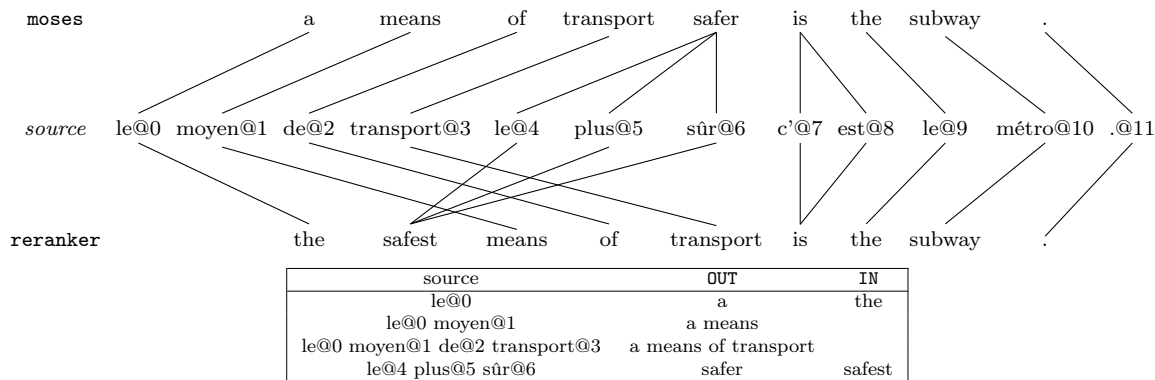 moses a means of transport safer is the subway .
source le@0 moyen@1 de@2 transport@3 le@4 plus@5 sûr@6 c'@7 est@8 le@9 métro@10 .@11
reranker the safest means of transport is the subway .
source OUT IN
le@0 a the
le@0 moyen@1 a means
le@0 moyen@1 de@2 transport@3 a means of transport
le@4 plus@5 sûr@6 safer safest